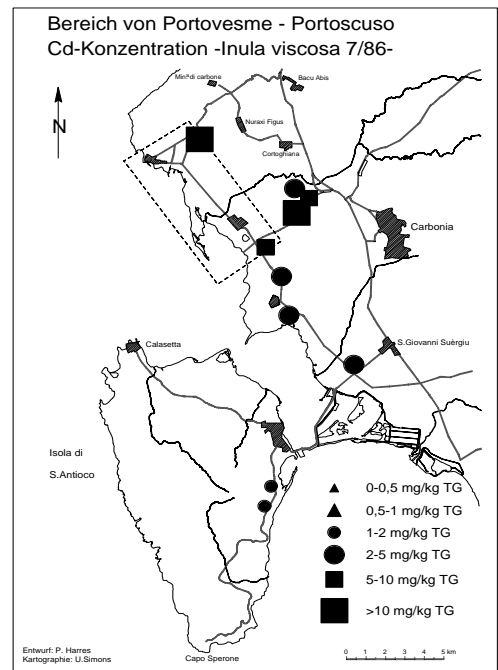 Bereich von Portovesme - Portoscuso
Cd-Konzentration -Inula viscosa 7/86-
Min.ª di carbone
Bacu Abis
N
Nuraxi Figus
Cortoghiana
Carbonia
Calasetta
S.Giovanni Suèrgiu
Isola di
S.Antioco
0-0,5 mg/kg TG
0,5-1 mg/kg TG
1-2 mg/kg TG
2-5 mg/kg TG
5-10 mg/kg TG
>10 mg/kg TG
Entwurf: P. Harres
Kartographie: U.Simons
Capo Sperone
0 1 2 3 4 5 km